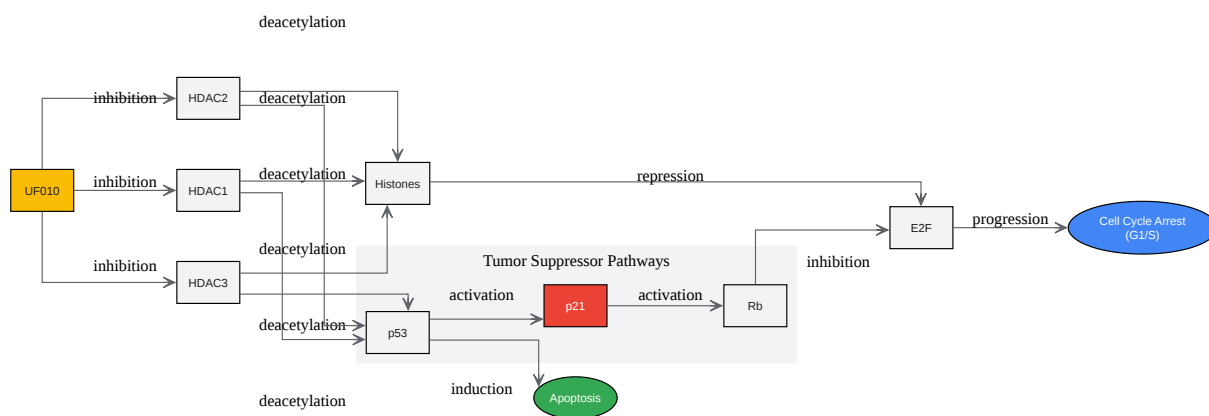 deacetylation
inhibition
HDAC2
deacetylation
UF010
inhibition
HDAC1
deacetylation
Histones
repression
E2F
progression
Cell Cycle Arrest
(G1/S)
inhibition
HDAC3
deacetylation
Tumor Suppressor Pathways
inhibition
activation
p21
activation
Rb
deacetylation
p53
induction
Apoptosis
deacetylation